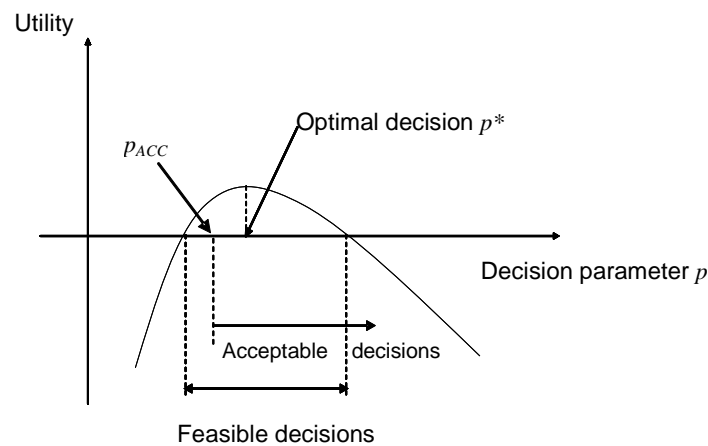 Utility
Optimal decision p*
pACC
Decision parameter p
Acceptable decisions
Feasible decisions